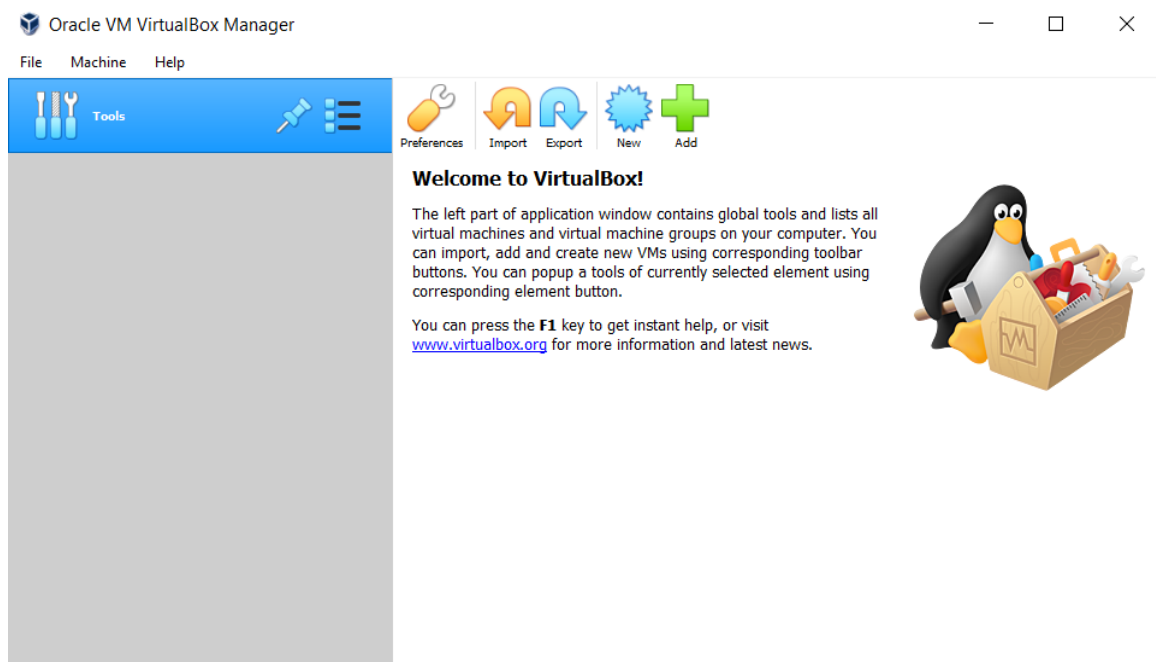 Oracle VM VirtualBox Manager
File Machine Help
Tools
Preferences Import Export New Add
Welcome to VirtualBox!
The left part of application window contains global tools and lists all
virtual machines and virtual machine groups on your computer. You
can import, add and create new VMs using corresponding toolbar
buttons. You can popup a tools of currently selected element using
corresponding element button.
You can press the F1 key to get instant help, or visit
www.virtualbox.org for more information and latest news.